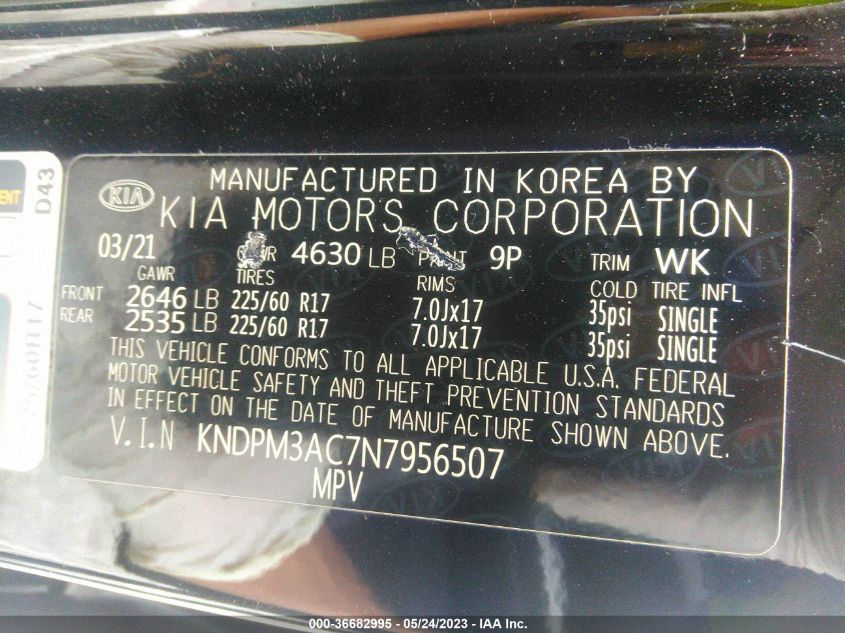 MANUFACTURED IN KOREA BY
KIA KIA MOTORS CORPORATION
03/21 4630 LB 9P TRIM WK
GAWR TIRES RIMS COLD TIRE INFL
FRONT 2646 LB 225/60 R17 7.0Jx17 35psi SINGLE
REAR 2535 LB 225/60 R17 7.0Jx17 35psi SINGLE
THIS VEHICLE CONFORMS TO ALL APPLICABLE U.S.A. FEDERAL
MOTOR VEHICLE SAFETY AND THEFT PREVENTION STANDARDS
IN EFFECT ON THE DATE OF MANUFACTURE SHOWN ABOVE.
V.I.N KNDPM3AC7N7956507
MPV
D43
000-36682995 - 05/24/2023 - IAA Inc.